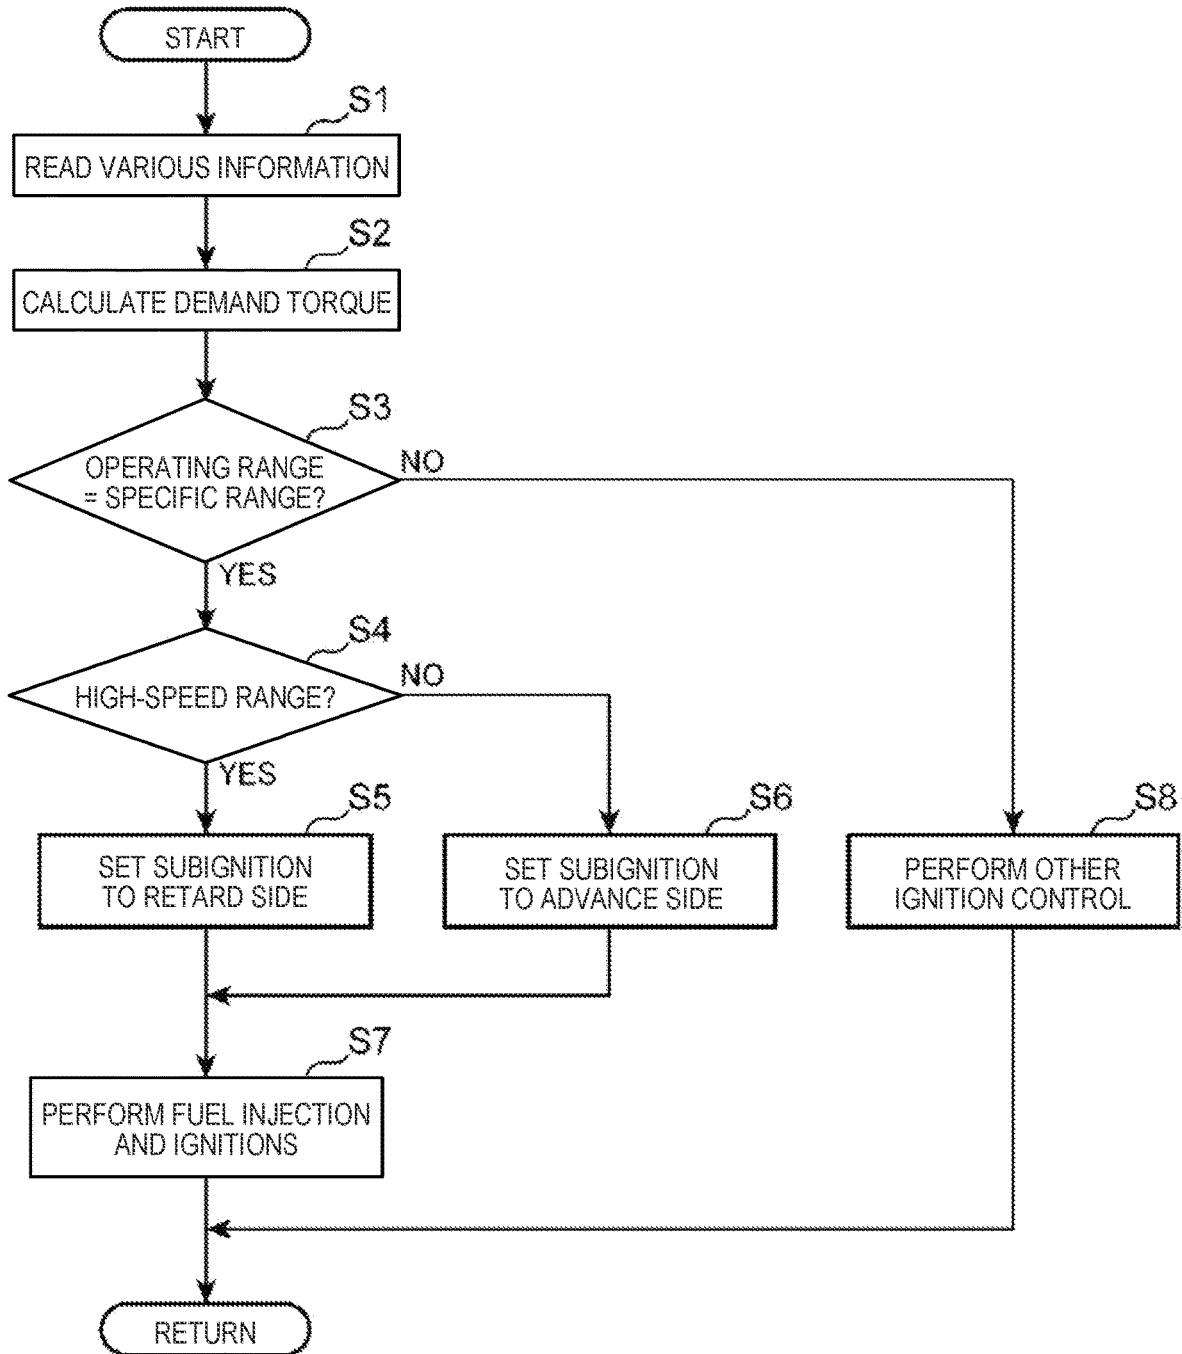 START
S1
READ VARIOUS INFORMATION
S2
CALCULATE DEMAND TORQUE
S3
OPERATING RANGE
= SPECIFIC RANGE?
NO
YES
S4
HIGH-SPEED RANGE?
NO
YES
S5
SET SUBIGNITION
TO RETARD SIDE
S6
SET SUBIGNITION
TO ADVANCE SIDE
S8
PERFORM OTHER
IGNITION CONTROL
S7
PERFORM FUEL INJECTION
AND IGNITIONS
RETURN